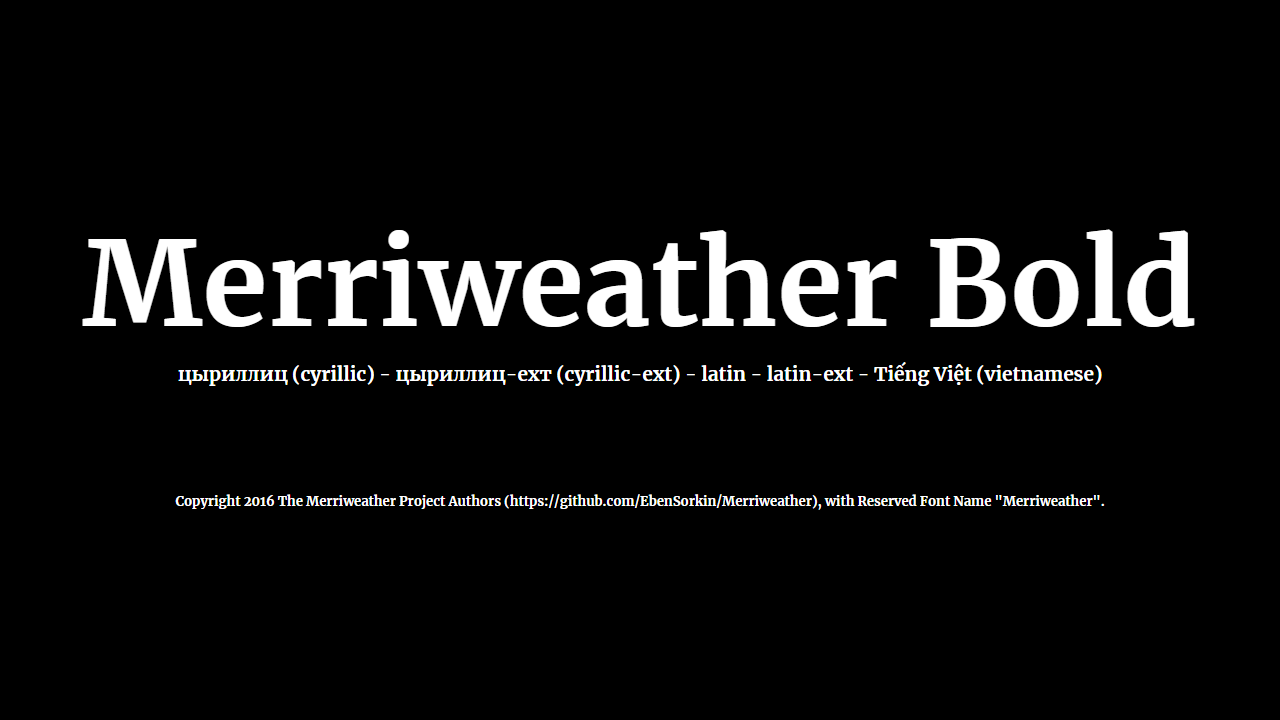 Merriweather Bold
цыриллиц (cyrillic) - цыриллиц-ехт (cyrillic-ext) - latin - latin-ext - Tiếng Việt (vietnamese)
Copyright 2016 The Merriweather Project Authors (https://github.com/EbenSorkin/Merriweather), with Reserved Font Name "Merriweather".